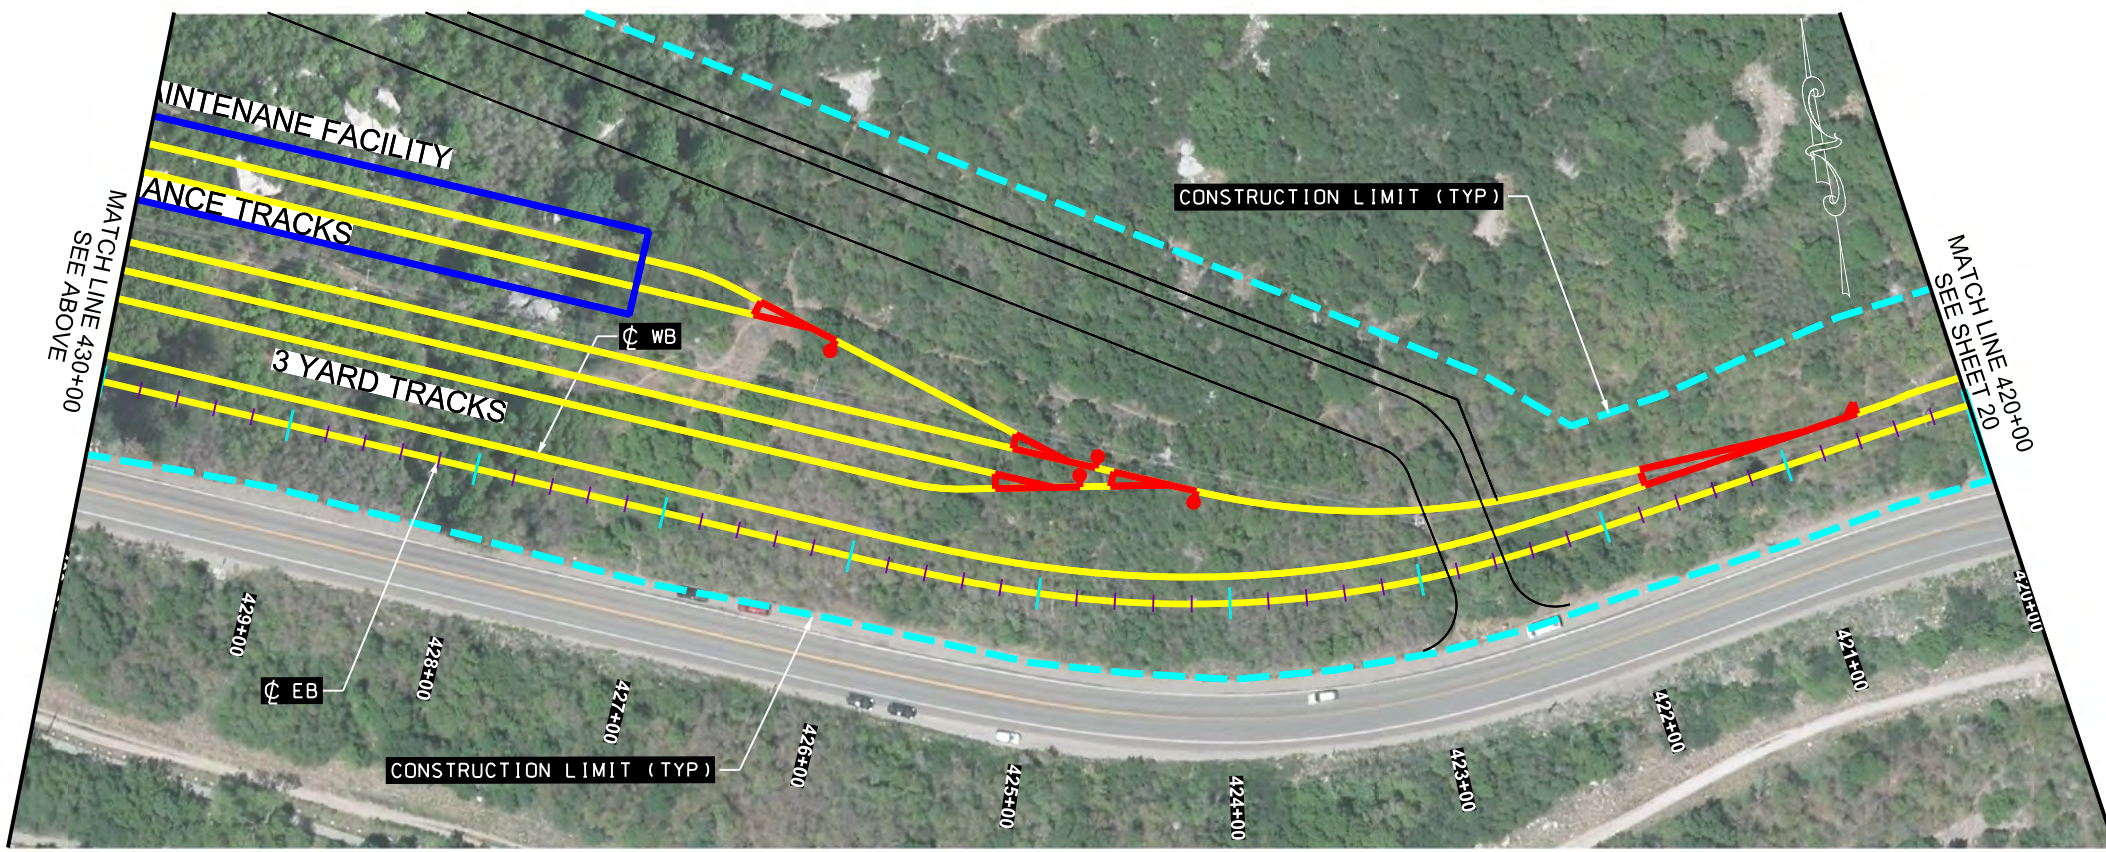 INTENANE FACILITY
ANCE TRACKS
3 YARD TRACKS
MATCH LINE 430+00
SEE ABOVE
℄ WB
℄ EB
CONSTRUCTION LIMIT (TYP)
CONSTRUCTION LIMIT (TYP)
MATCH LINE 420+00
SEE SHEET 20
429+00
428+00
427+00
426+00
425+00
424+00
423+00
422+00
421+00
420+00